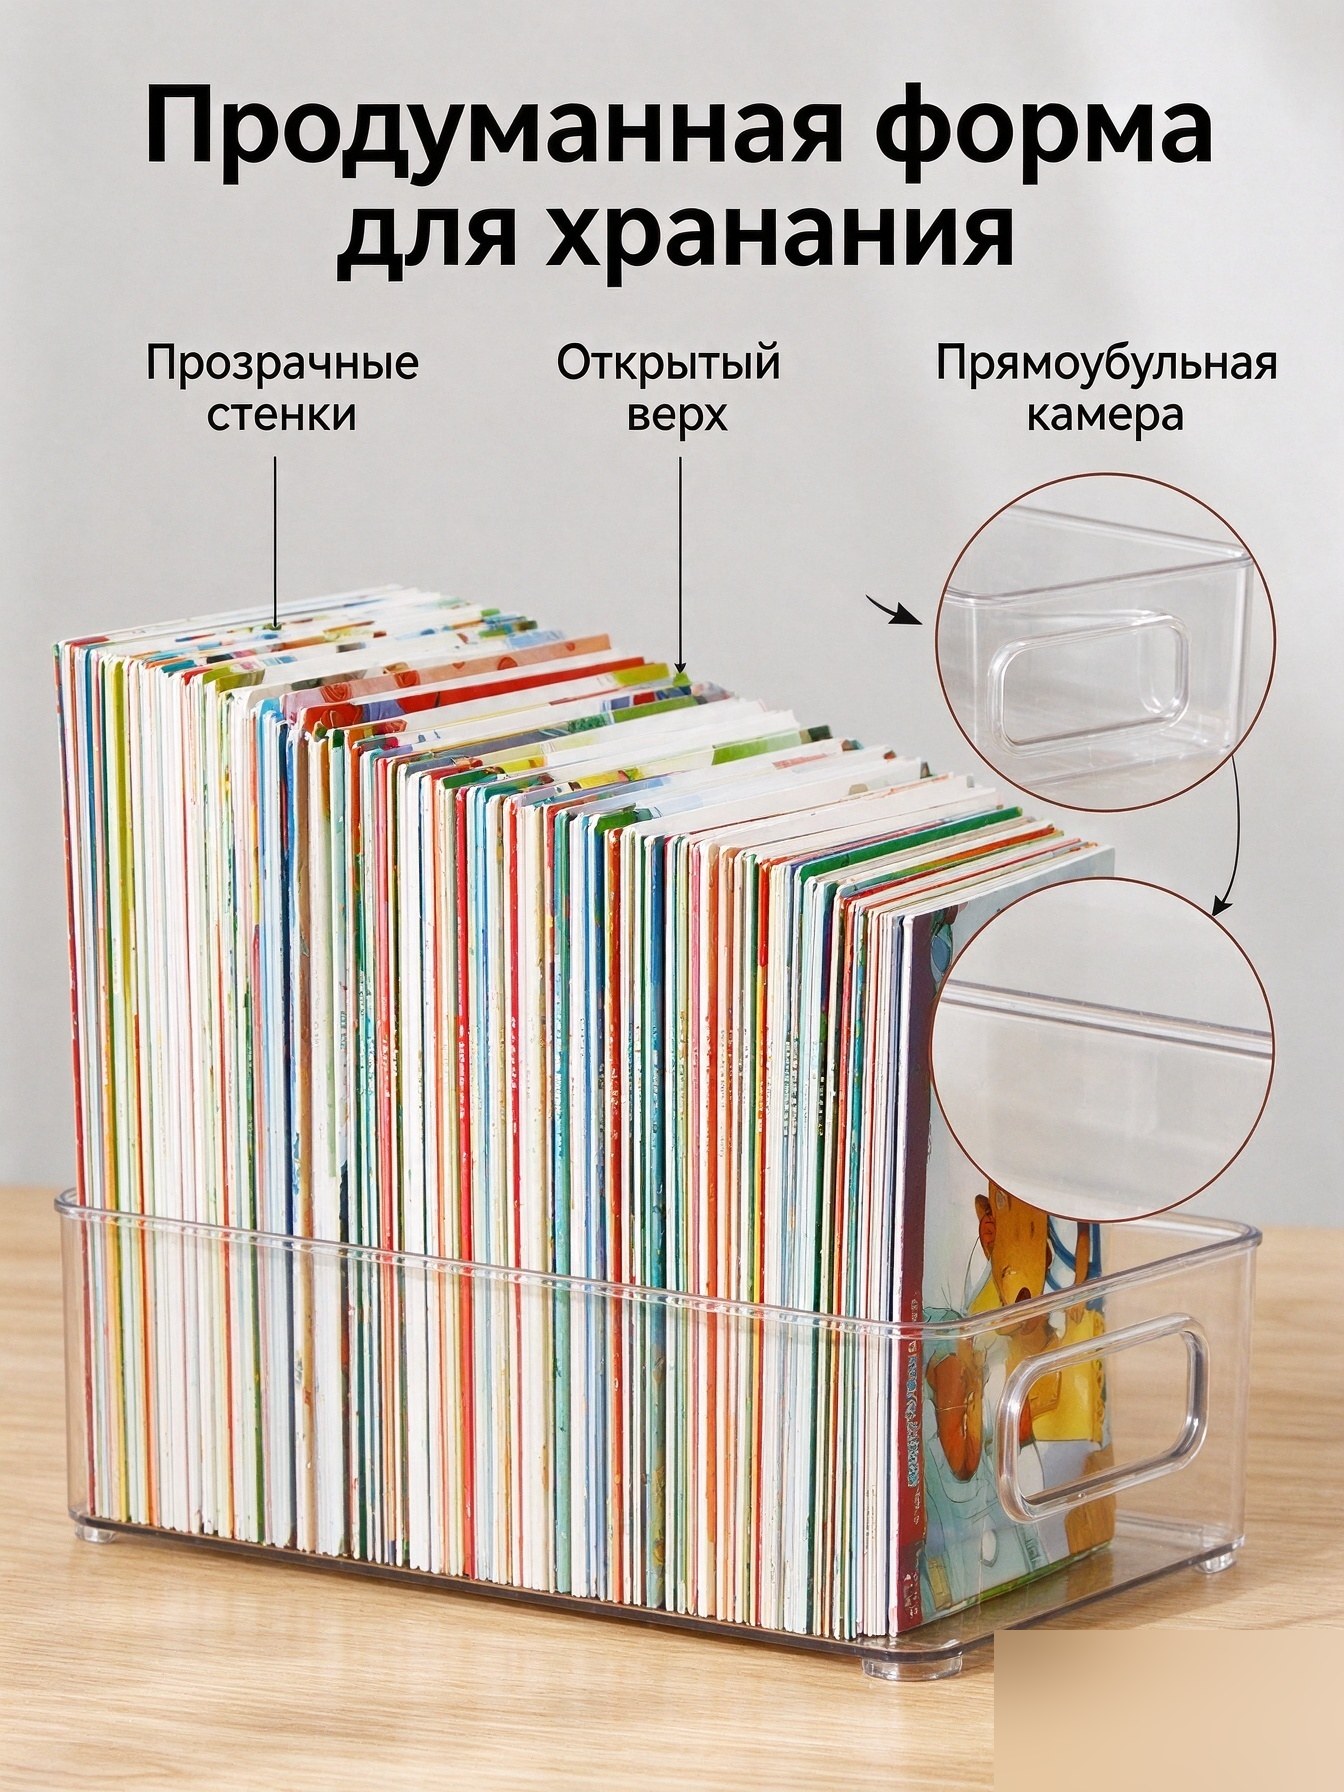 Продуманная форма
для хранания
Прозрачные
стенки
Открытый
верх
Прямоубульная
камера